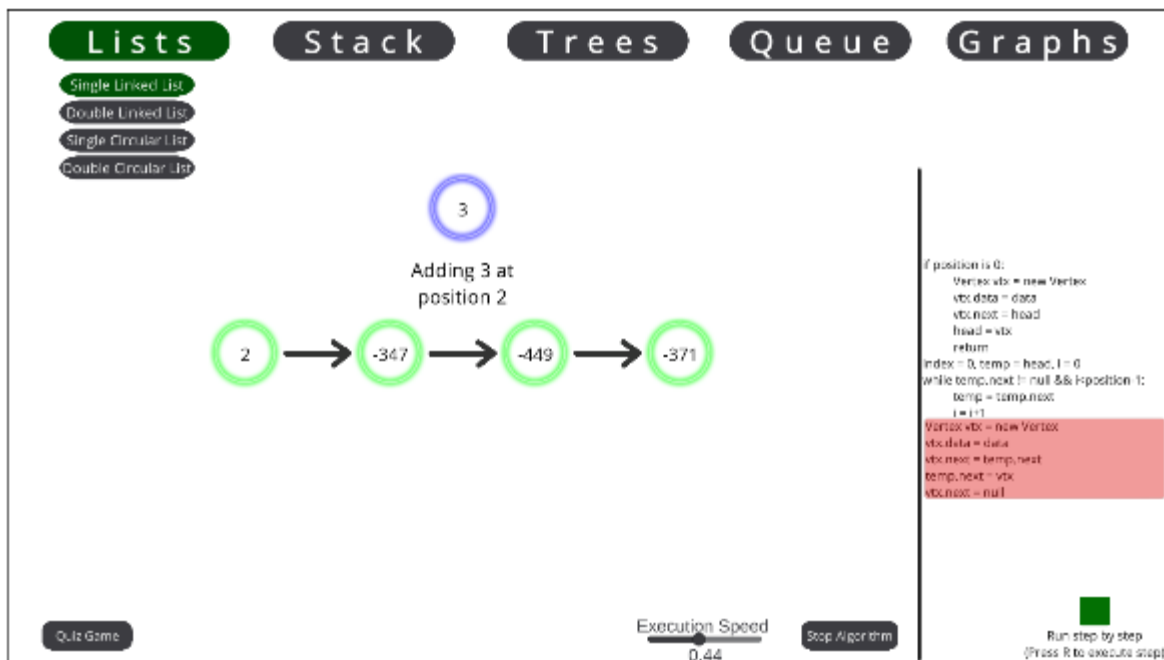 Lists Stack Trees Queue Graphs
Single Linked List
Double Linked List
Single Circular List
Double Circular List
3
Adding 3 at
position 2
2 -347 -449 -371
if position is 0:
Vertex vtx = new Vertex
vtx.data = data
vtx.next = head
head = vtx
return
index = 0, temp = head, i = 0
while temp.next != null && i<position-1:
temp = temp.next
i = i+1
Vertex vtx = new Vertex
vtx.data = data
vtx.next = temp.next
temp.next = vtx
vtx.next = null
Quiz Game
Execution Speed
0.44
Stop Algorithm
Run step by step
(Press R to execute step)